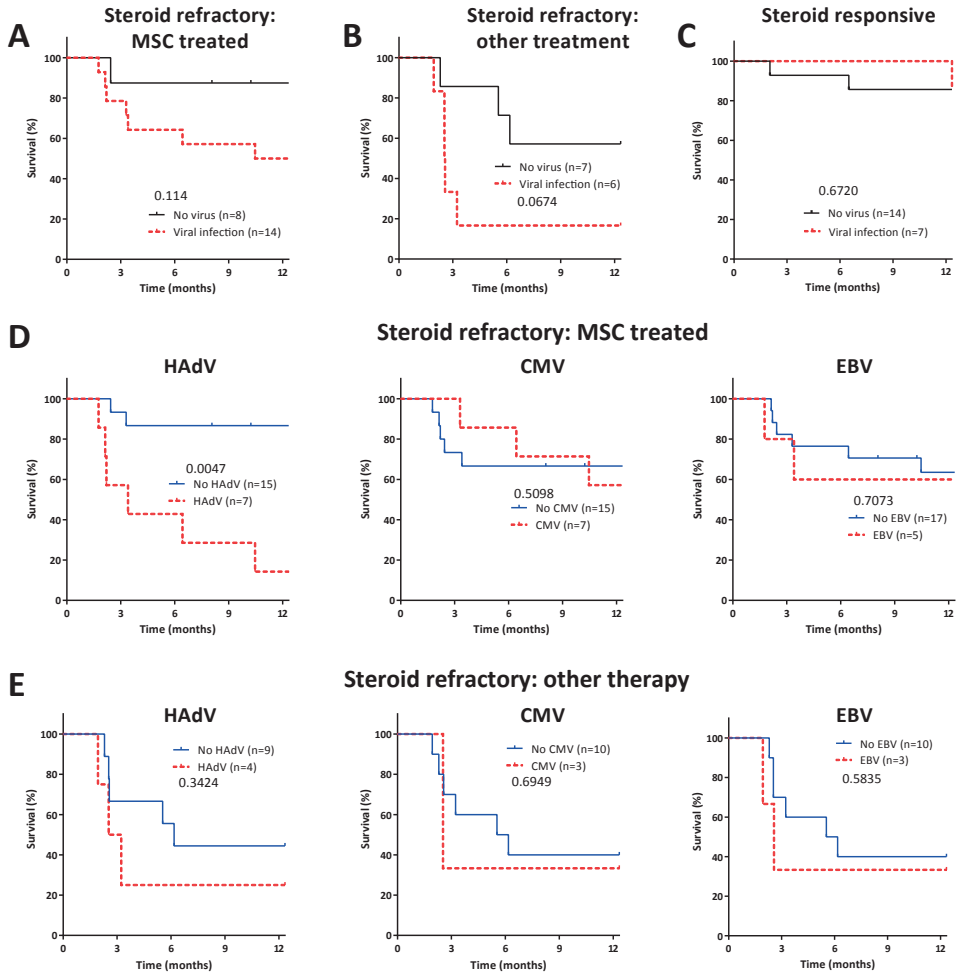 A
Steroid refractory:
MSC treated
Survival (%)
100
80
60
40
20
0
0.114
No virus (n=8)
Viral infection (n=14)
0 3 6 9 12
Time (months)
B
Steroid refractory:
other treatment
Survival (%)
100
80
60
40
20
0
No virus (n=7)
Viral infection (n=6)
0.0674
0 3 6 9 12
Time (months)
C
Steroid responsive
Survival (%)
100
80
60
40
20
0
0.6720
No virus (n=14)
Viral infection (n=7)
0 3 6 9 12
Time (months)
D
Steroid refractory: MSC treated
HAdV
Survival (%)
100
80
60
40
20
0
0.0047
No HAdV (n=15)
HAdV (n=7)
0 3 6 9 12
Time (months)
CMV
Survival (%)
100
80
60
40
20
0
0.5098
No CMV (n=15)
CMV (n=7)
0 3 6 9 12
Time (months)
EBV
Survival (%)
100
80
60
40
20
0
0.7073
No EBV (n=17)
EBV (n=5)
0 3 6 9 12
Time (months)
E
Steroid refractory: other therapy
HAdV
Survival (%)
100
80
60
40
20
0
No HAdV (n=9)
HAdV (n=4)
0.3424
0 3 6 9 12
Time (months)
CMV
Survival (%)
100
80
60
40
20
0
No CMV (n=10)
CMV (n=3)
0.6949
0 3 6 9 12
Time (months)
EBV
Survival (%)
100
80
60
40
20
0
No EBV (n=10)
EBV (n=3)
0.5835
0 3 6 9 12
Time (months)